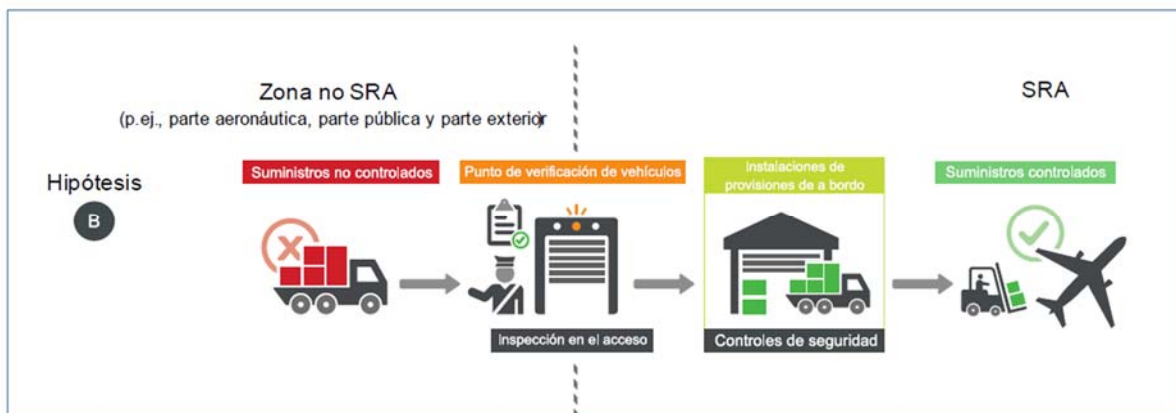 Zona no SRA
(p.ej., parte aeronáutica, parte pública y parte exterior)
SRA
Hipótesis
B
Suministros no controlados
Punto de verificación de vehículos
Instalaciones de
provisiones de a bordo
Suministros controlados
Inspección en el acceso
Controles de seguridad